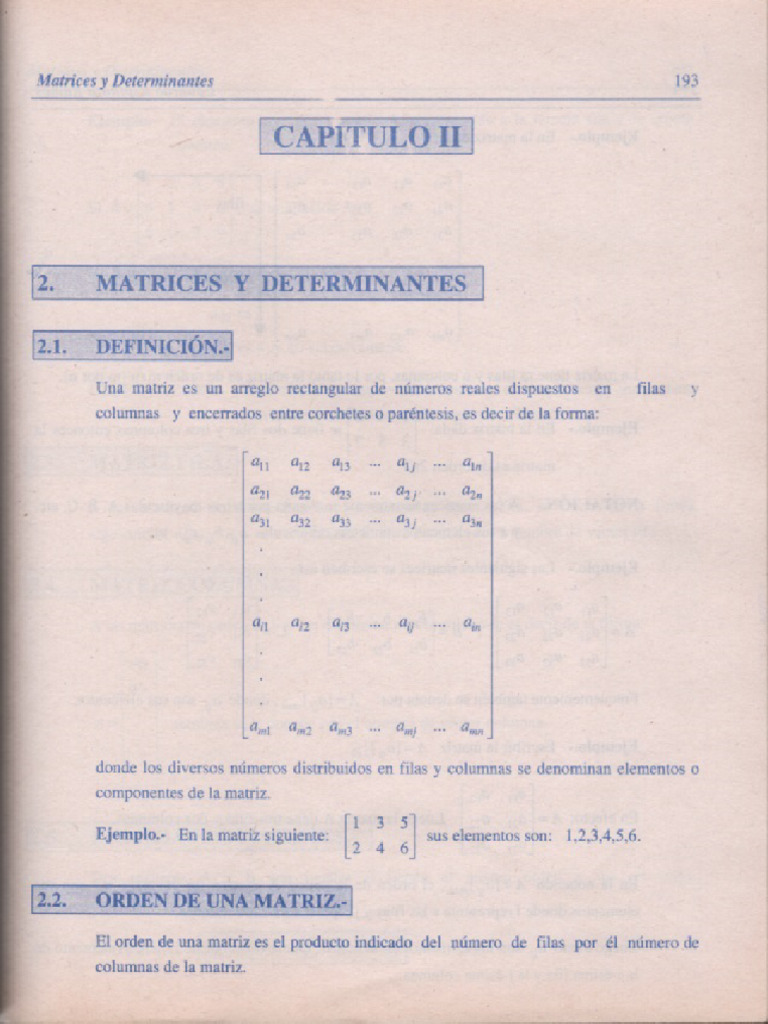 Matrices y Determinantes 193
CAPITULO II
2. MATRICES Y DETERMINANTES
2.1. DEFINICIÓN.-
Una matriz es un arreglo rectangular de números reales dispuestos en filas y
columnas y encerrados entre corchetes o paréntesis, es decir de la forma:
a11 a12 a13 ... a1j ... a1n
a21 a22 a23 ... a2j ... a2n
a31 a32 a33 ... a3j ... a3n
.
.
.
ai1 ai2 ai3 ... aij ... ain
.
.
.
am1 am2 am3 ... amj ... amn
donde los diversos números distribuidos en filas y columnas se denominan elementos o
componentes de la matriz.
Ejemplo.- En la matriz siguiente: [1 3 5
2 4 6] sus elementos son: 1,2,3,4,5,6.
2.2. ORDEN DE UNA MATRIZ.-
El orden de una matriz es el producto indicado del número de filas por él número de
columnas de la matriz.